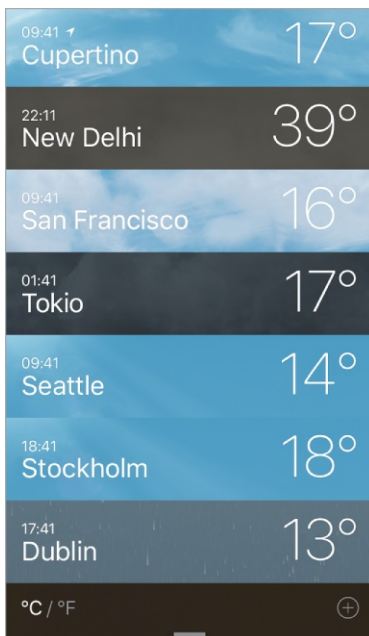 09:41
Cupertino
17°
22:11
New Delhi
39°
09:41
San Francisco
16°
01:41
Tokio
17°
09:41
Seattle
14°
18:41
Stockholm
18°
17:41
Dublin
13°
°C / °F